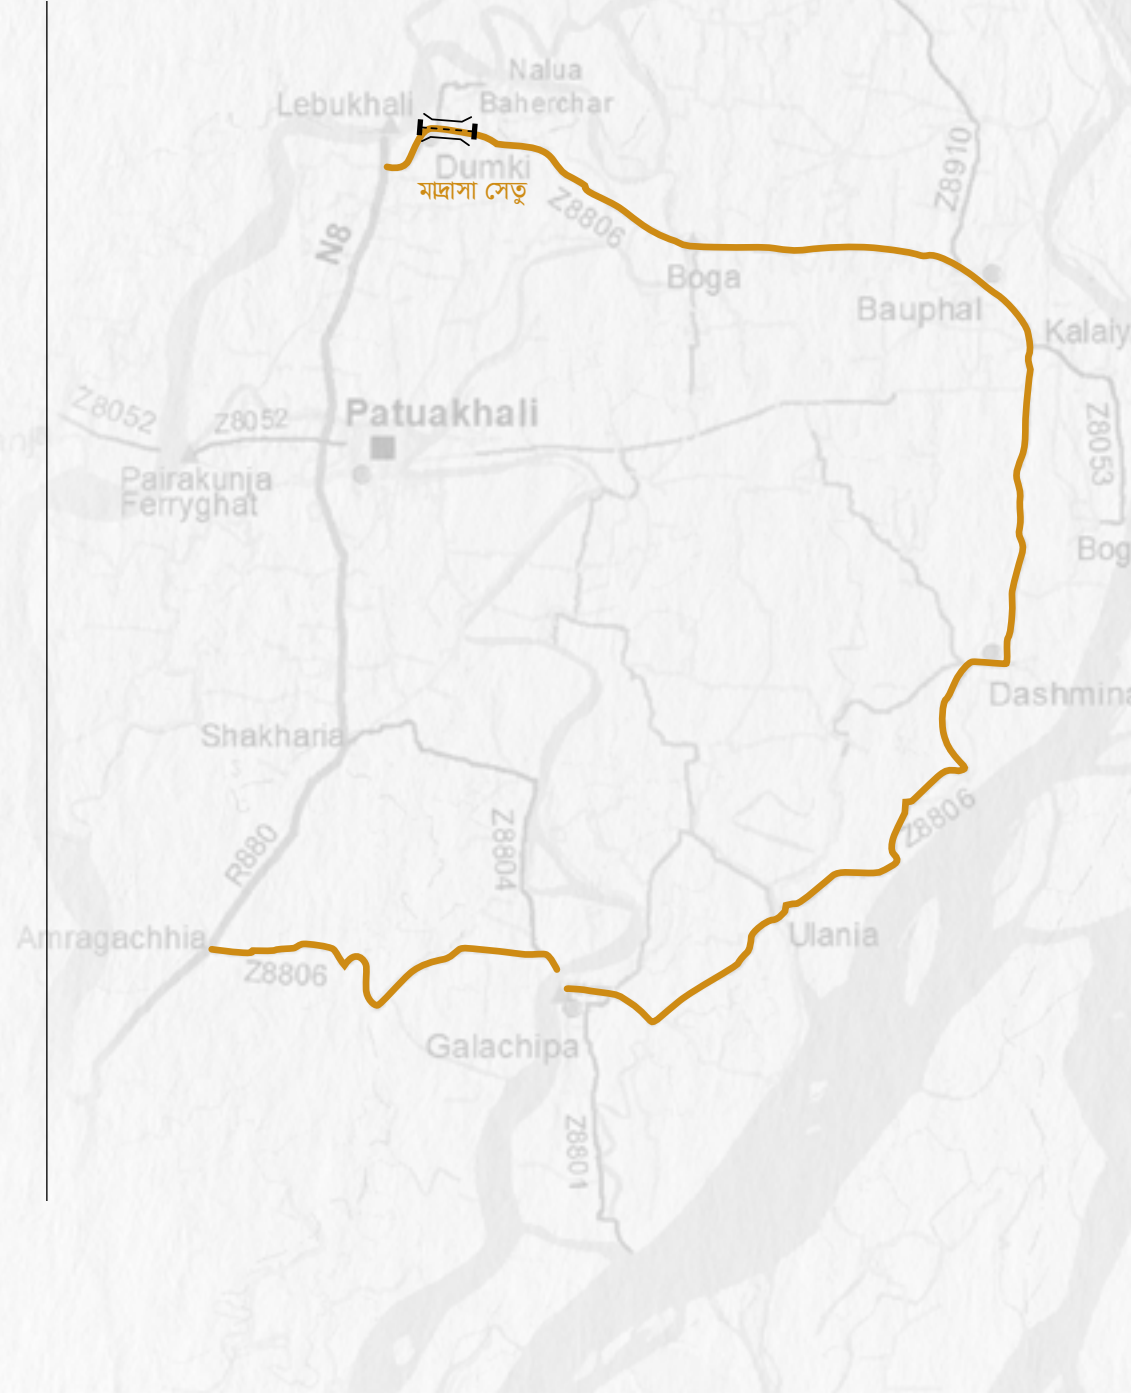 Nalua
Baherchar
Lebukhali
Dumki
মাদ্রাসা সেতু
Z8910
Z8806
N8
Boga
Bauphal
Kalaiy
Z8052
Z8052
Patuakhali
Z8053
Pairakunja
Ferryghat
Bog
Dashmina
Shakharia
Z8804
Z8806
R880
Ulania
Amragachhia
Z8806
Galachipa
Z8801